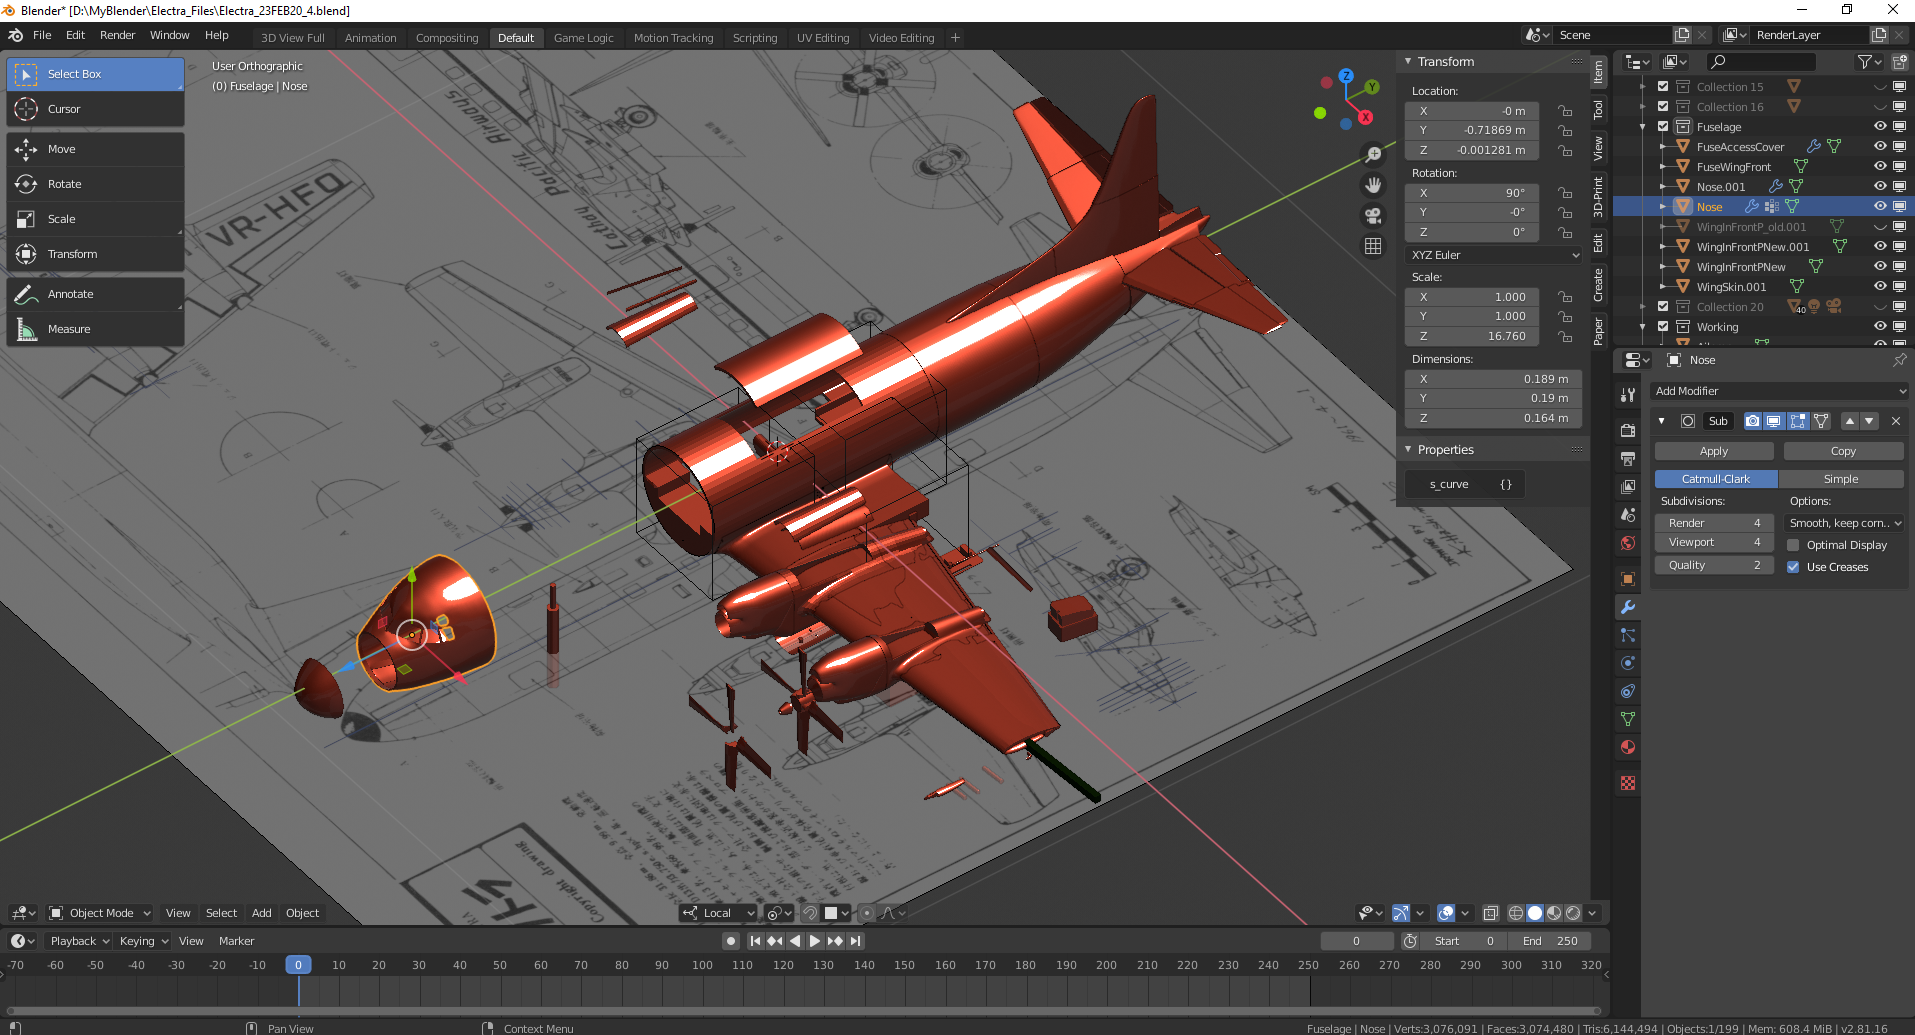 Blender* [D:\MyBlender\Electra_Files\Electra_23FEB20_4.blend]
File Edit Render Window Help
3D View Full Animation Compositing Default Game Logic Motion Tracking Scripting UV Editing Video Editing +
Scene
RenderLayer
Select Box
Cursor
Move
Rotate
Scale
Transform
Annotate
Measure
User Orthographic
(0) Fuselage | Nose
VR-HFO
Cathay Pacific Airways
Copyright drawing
Z
Y
X
Transform
Location:
X -0 m
Y -0.71869 m
Z -0.001281 m
Rotation:
X 90°
Y -0°
Z 0°
XYZ Euler
Scale:
X 1.000
Y 1.000
Z 16.760
Dimensions:
X 0.189 m
Y 0.19 m
Z 0.164 m
Properties
s_curve {}
Item
Tool
View
3D-Print
Edit
Create
Paper
Collection 15
Collection 16
Fuselage
FuseAccessCover
FuseWingFront
Nose.001
Nose
WingInFrontP_old.001
WingInFrontPNew.001
WingInFrontPNew
WingSkin.001
Collection 20 40
Working
Nose
Add Modifier
Sub
Apply Copy
Catmull-Clark Simple
Subdivisions: Options:
Render 4 Smooth, keep corn..
Viewport 4 Optimal Display
Quality 2 Use Creases
Object Mode View Select Add Object
Local
Playback Keying View Marker
0 Start 0 End 250
-70 -60 -50 -40 -30 -20 -10 0 10 20 30 40 50 60 70 80 90 100 110 120 130 140 150 160 170 180 190 200 210 220 230 240 250 260 270 280 290 300 310 320
Pan View
Context Menu
Fuselage | Nose | Verts:3,076,091 | Faces:3,074,480 | Tris:6,144,494 | Objects:1/199 | Mem: 608.4 MiB | v2.81.16